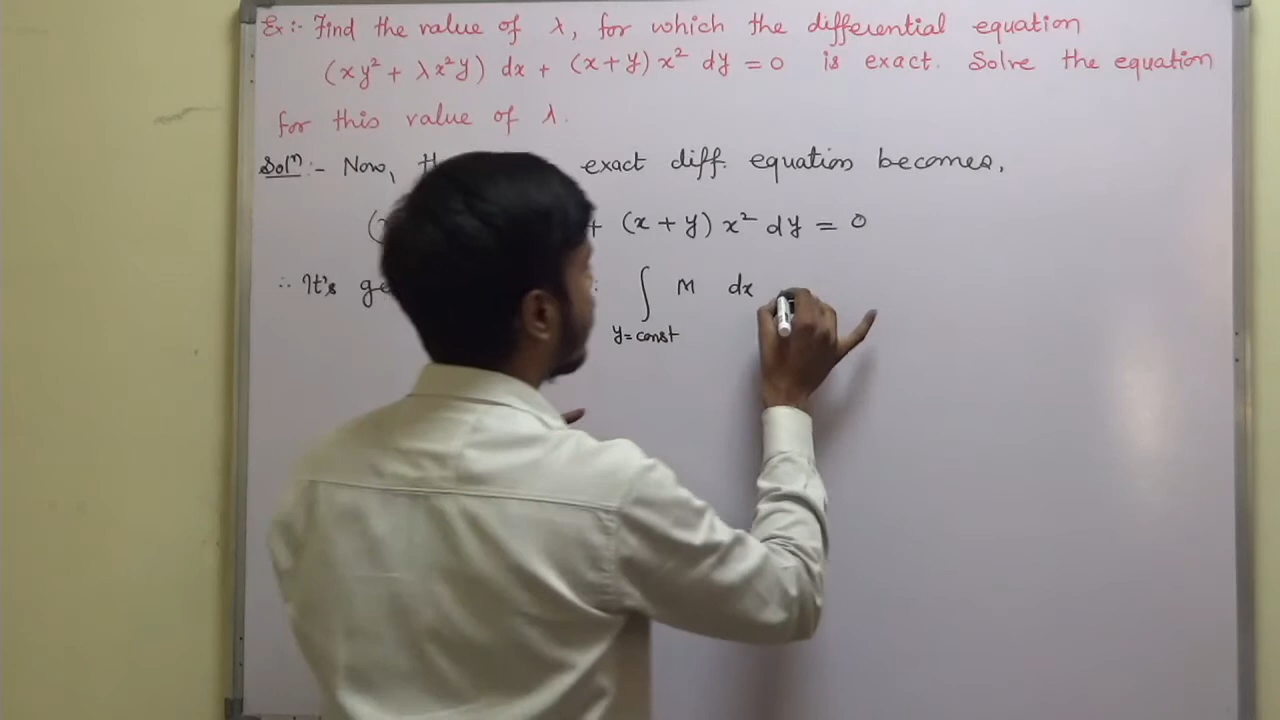 Ex:- Find the value of λ, for which the differential equation
(xy² + λx²y) dx + (x+y) x² dy = 0 is exact. Solve the equation
for this value of λ.
Solⁿ:- Now, exact diff. equation becomes,
( + (x + y) x² dy = 0
∴ It's : ∫ M dx
y=const